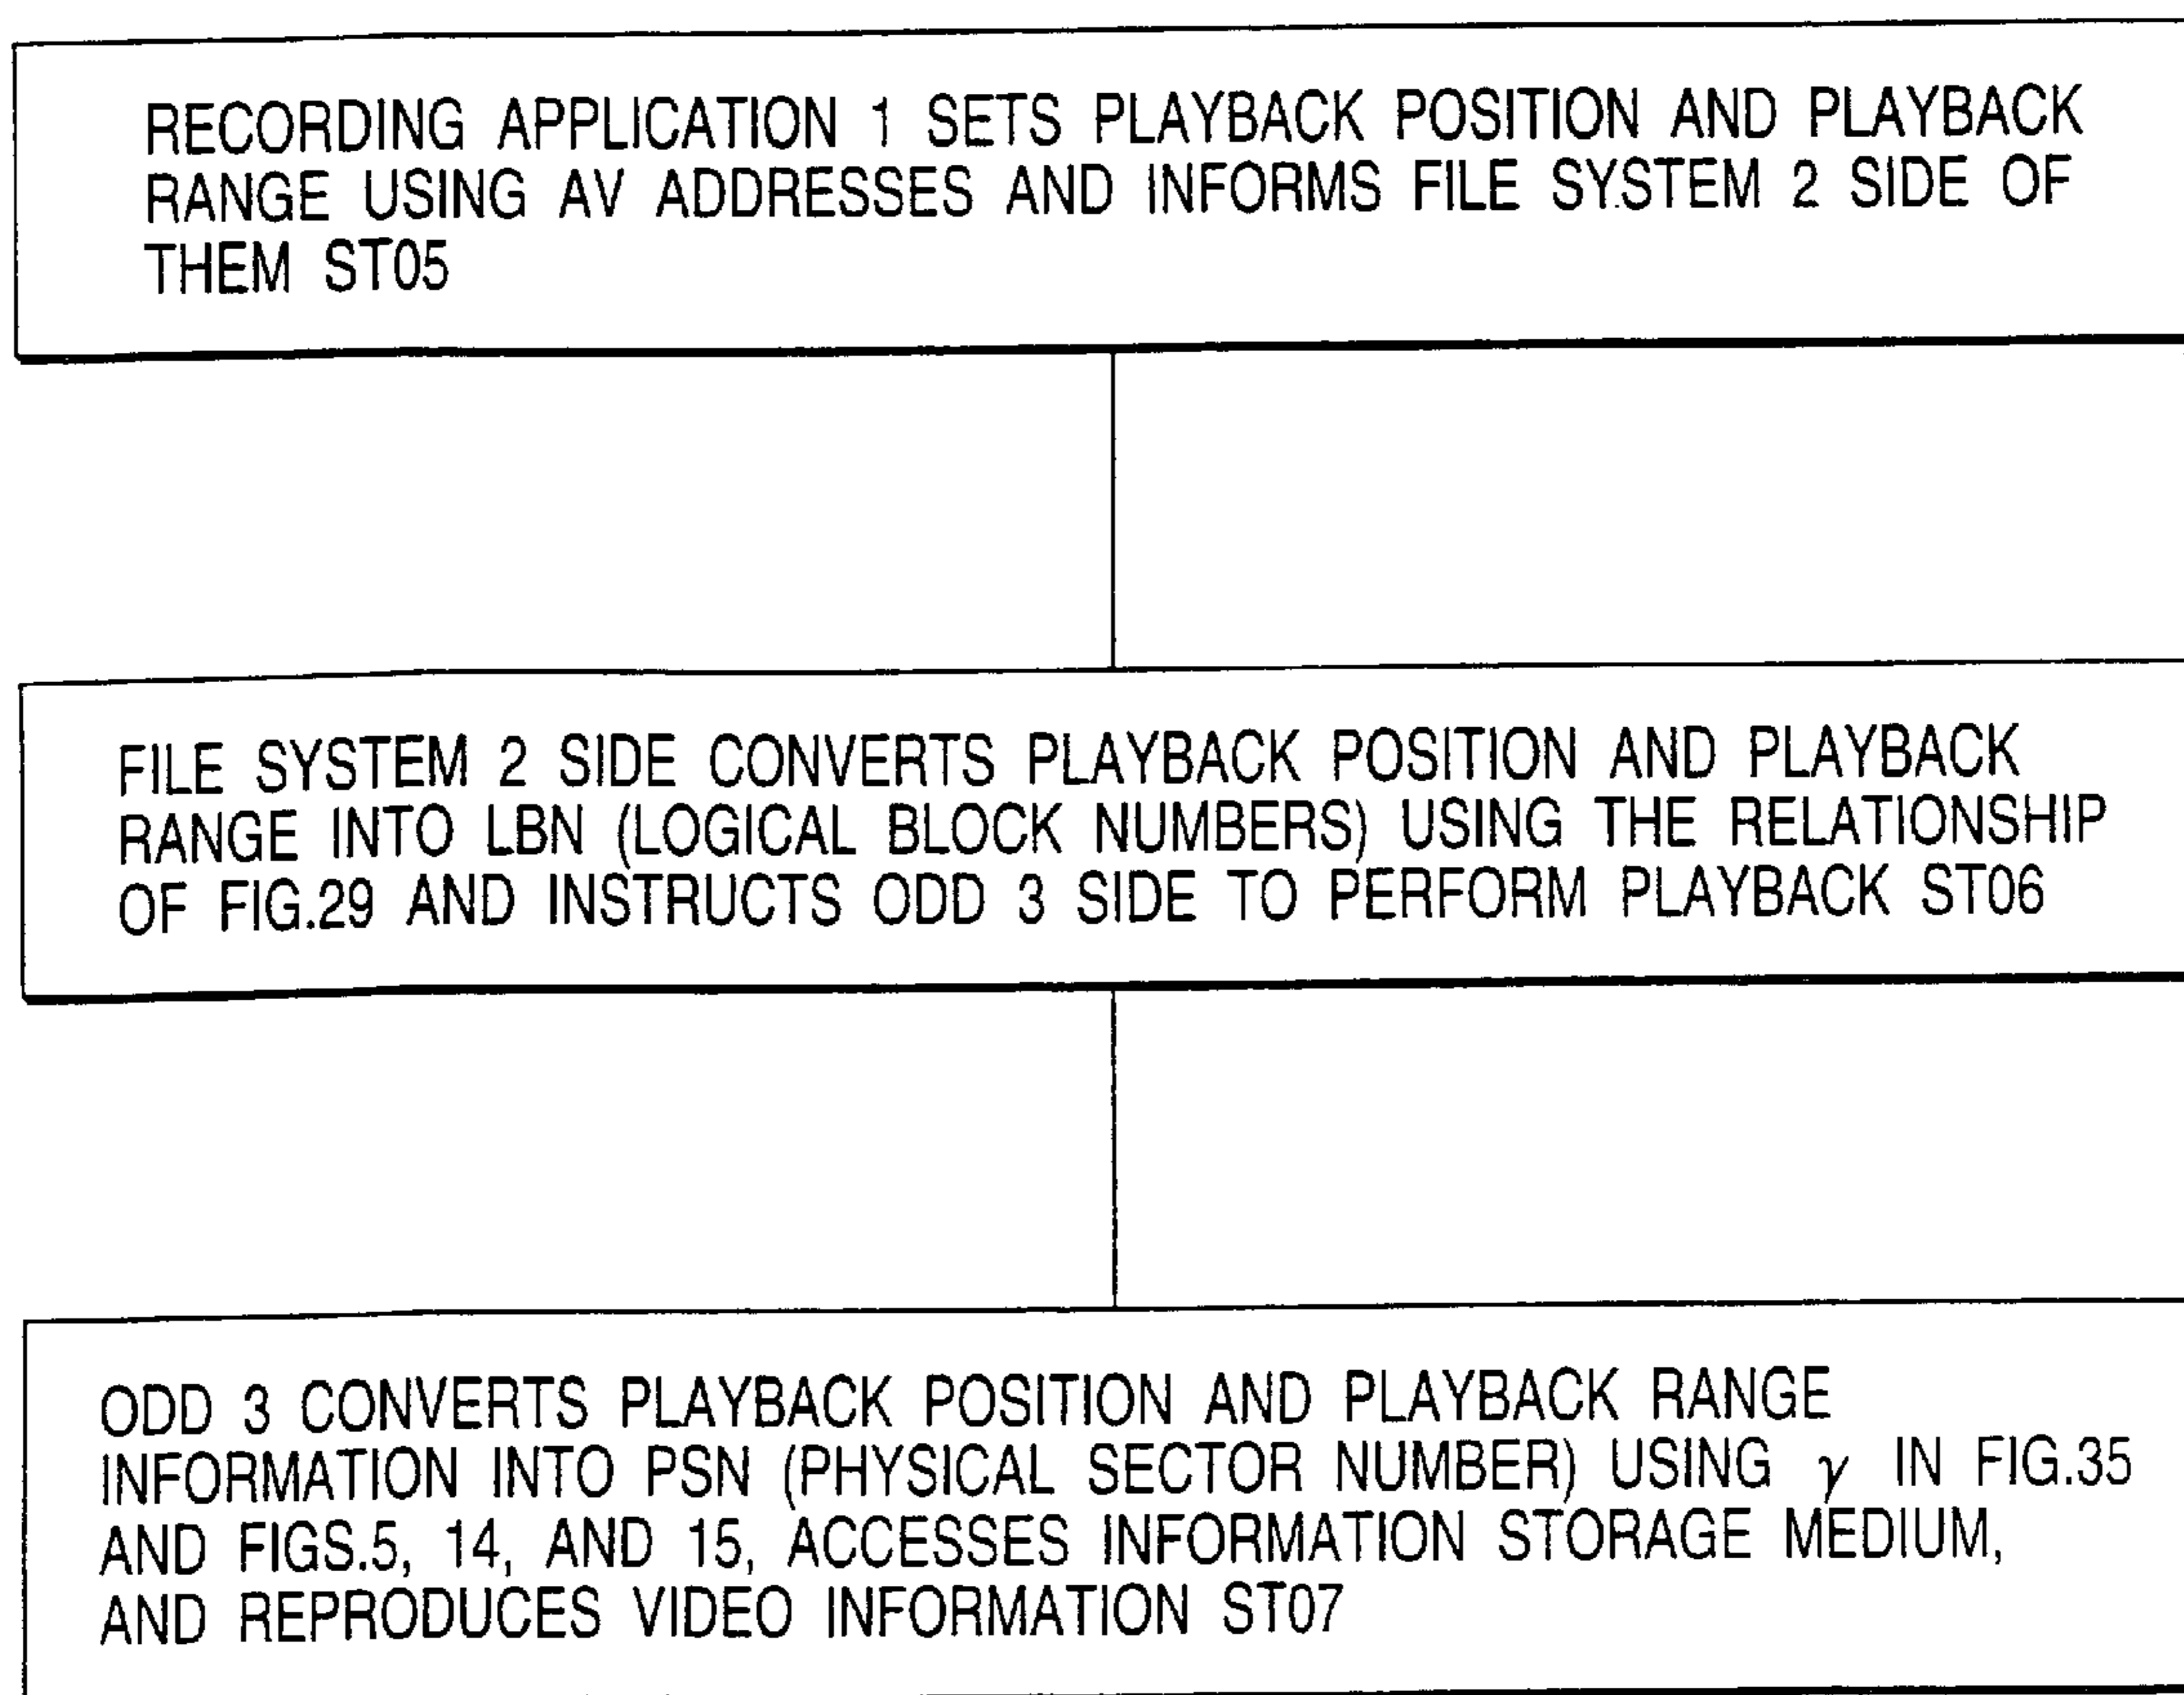 RECORDING APPLICATION 1 SETS PLAYBACK POSITION AND PLAYBACK
RANGE USING AV ADDRESSES AND INFORMS FILE SYSTEM 2 SIDE OF
THEM ST05
FILE SYSTEM 2 SIDE CONVERTS PLAYBACK POSITION AND PLAYBACK
RANGE INTO LBN (LOGICAL BLOCK NUMBERS) USING THE RELATIONSHIP
OF FIG.29 AND INSTRUCTS ODD 3 SIDE TO PERFORM PLAYBACK ST06
ODD 3 CONVERTS PLAYBACK POSITION AND PLAYBACK RANGE
INFORMATION INTO PSN (PHYSICAL SECTOR NUMBER) USING γ IN FIG.35
AND FIGS.5, 14, AND 15, ACCESSES INFORMATION STORAGE MEDIUM,
AND REPRODUCES VIDEO INFORMATION ST07